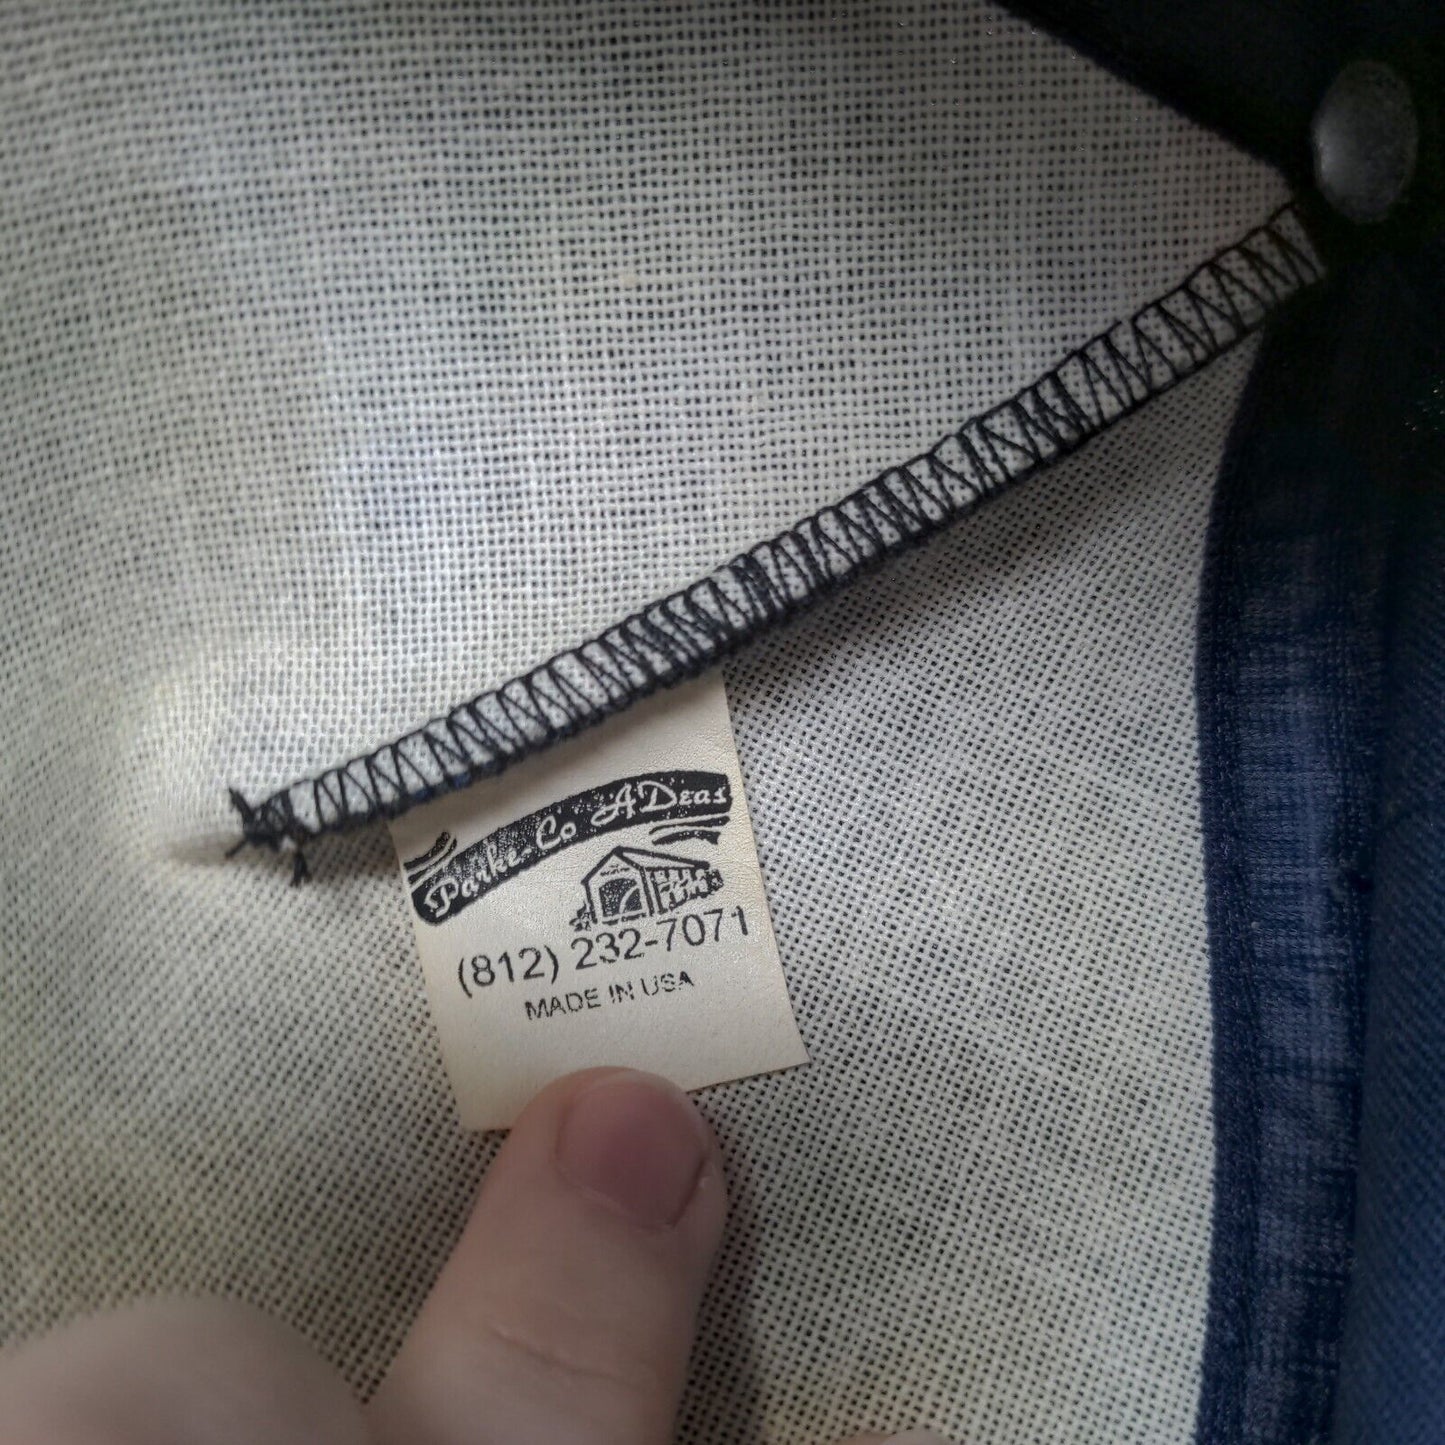 Parke Co A Deas
(812) 232-7071
MADE IN USA